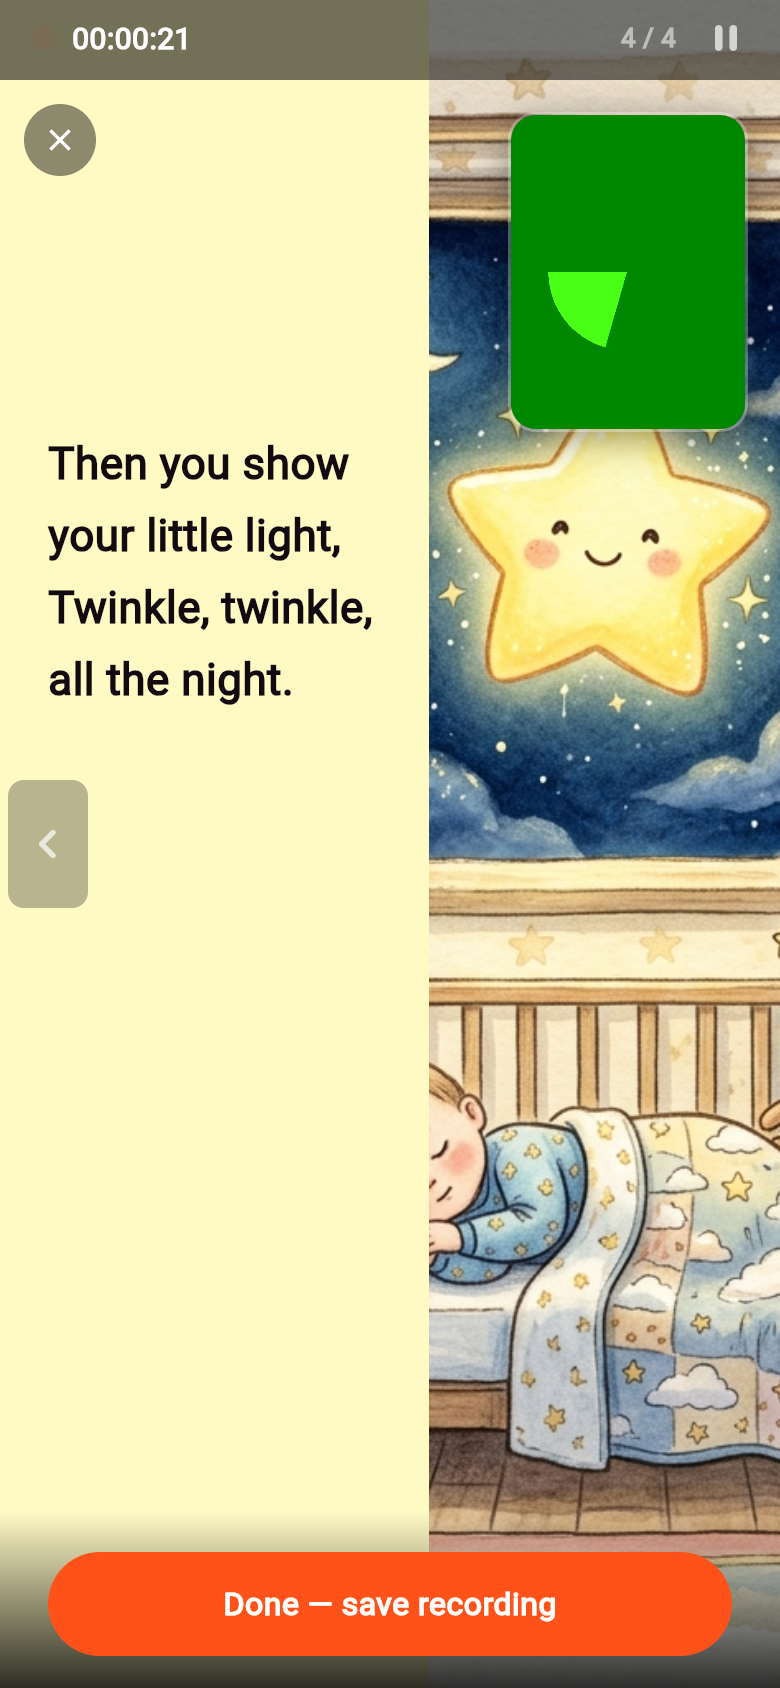 00:00:21
4 / 4
Then you show
your little light,
Twinkle, twinkle,
all the night.
Done — save recording